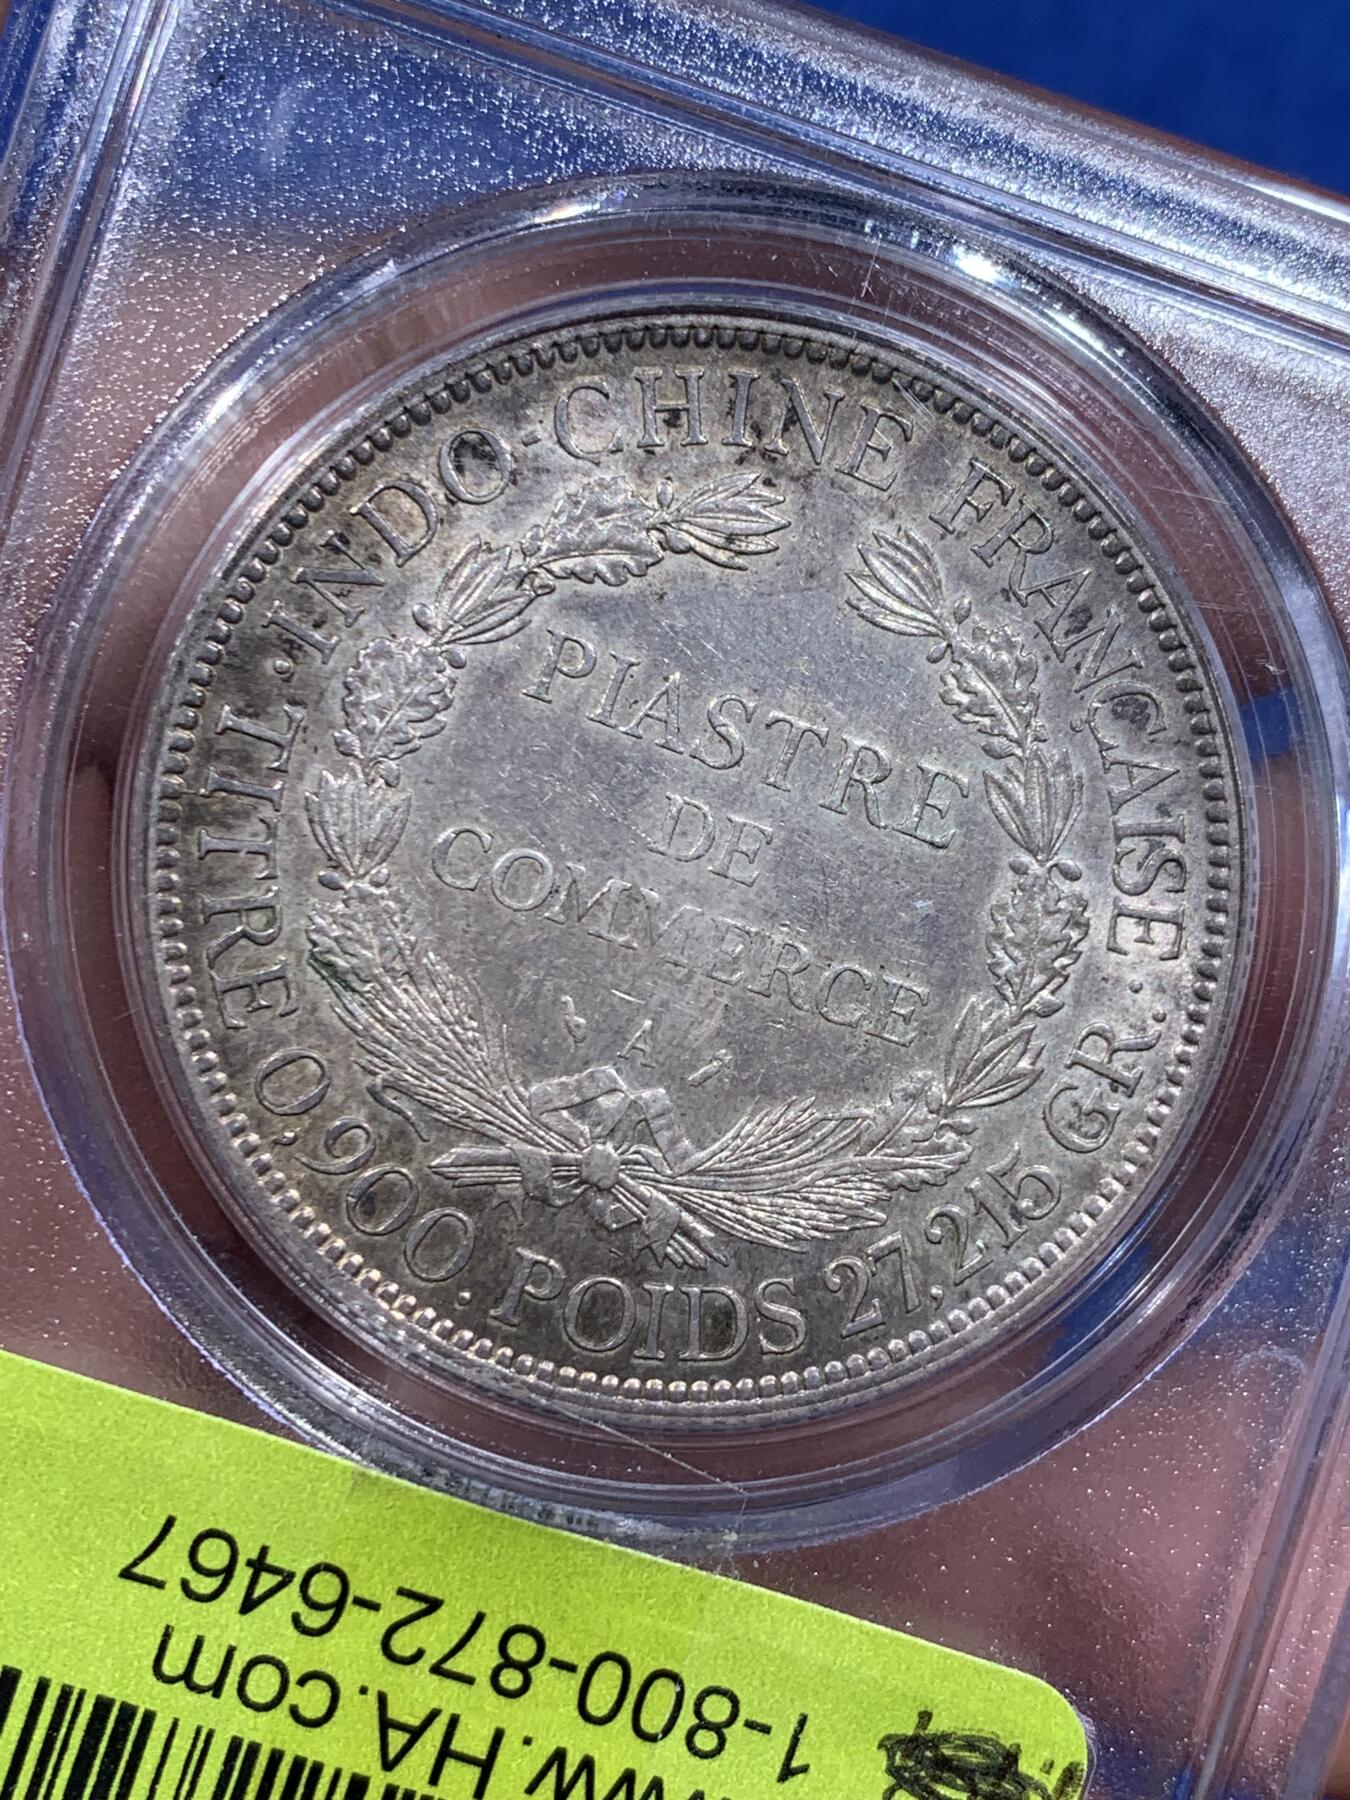 INDO-CHINE FRANÇAISE.
TITRE 0,900. POIDS 27,215 GR.
PIASTRE
DE
COMMERCE
A
www.HA.com
1-800-872-6467